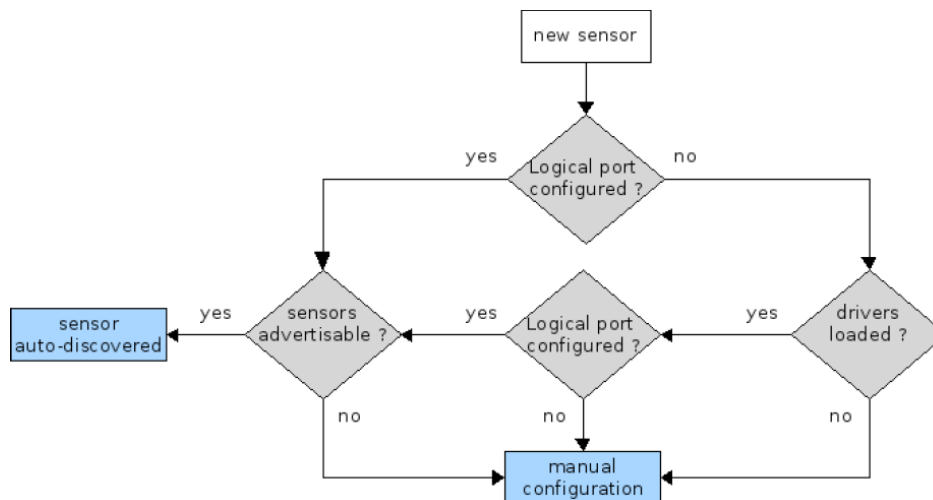 new sensor
yes
Logical port
configured ?
no
sensors
advertisable ?
yes
sensor
auto-discovered
Logical port
configured ?
yes
drivers
loaded ?
yes
no
no
no
manual
configuration